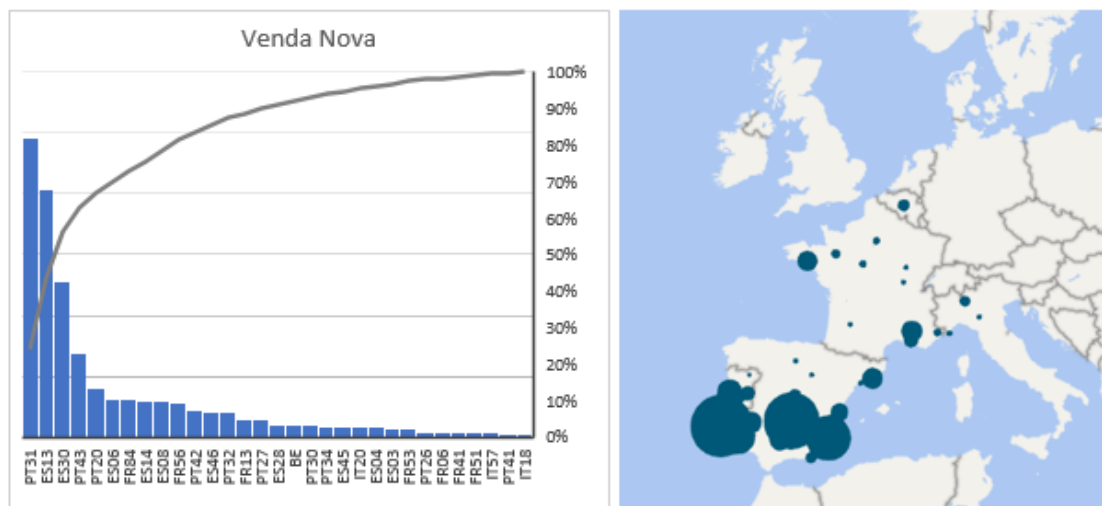 Venda Nova
100%
90%
80%
70%
60%
50%
40%
30%
20%
10%
0%
PT31
ES13
ES30
PT43
PT20
ES06
FR84
ES14
ES08
FR56
PT42
ES46
PT32
FR13
PT27
ES28
BE
PT30
PT34
ES45
IT20
ES04
ES03
FR53
PT26
FR06
FR41
FR51
IT57
PT41
IT18